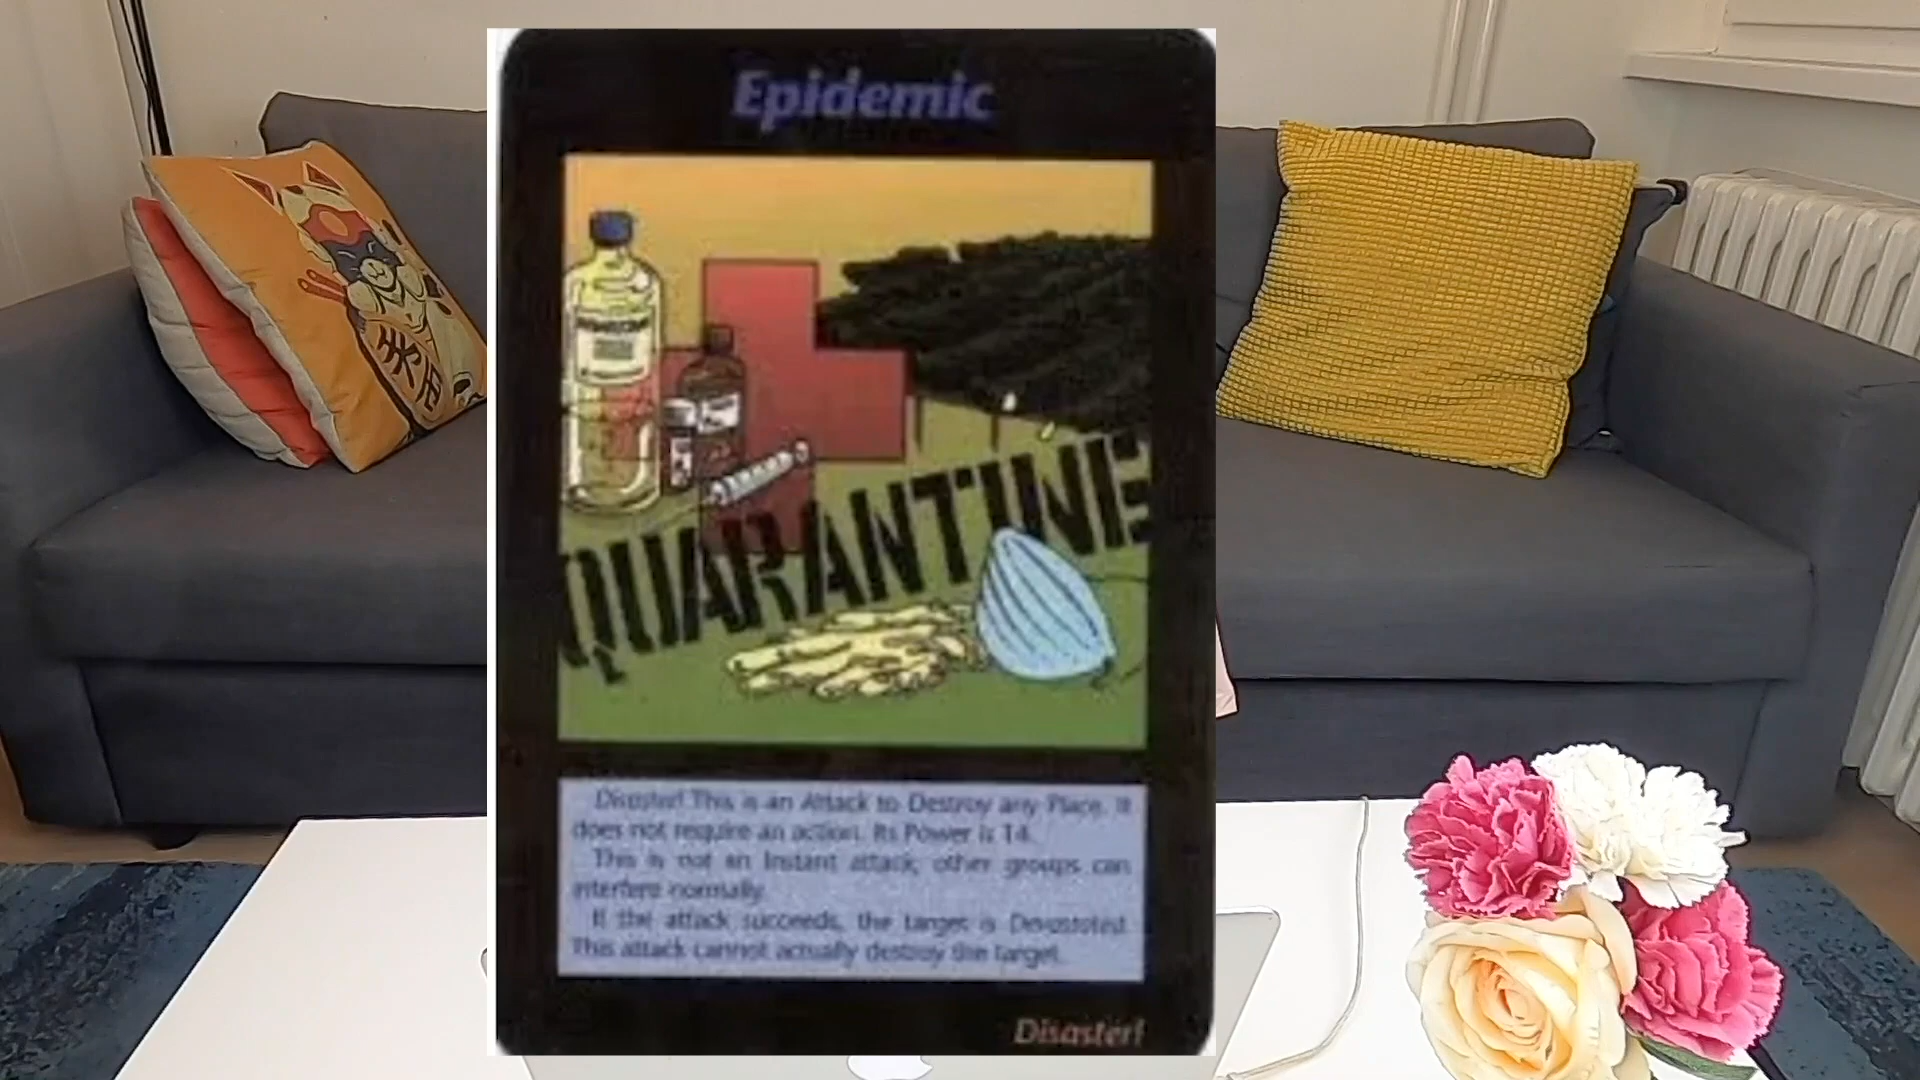 Epidemic
QUARANTINE
Disaster! This is an Attack to Destroy any Place. It
does not require an action. Its Power is 14.
This is not an Instant attack; other groups can
interfere normally.
If the attack succeeds, the target is Devastated.
This attack cannot actually destroy the target.
Disaster!